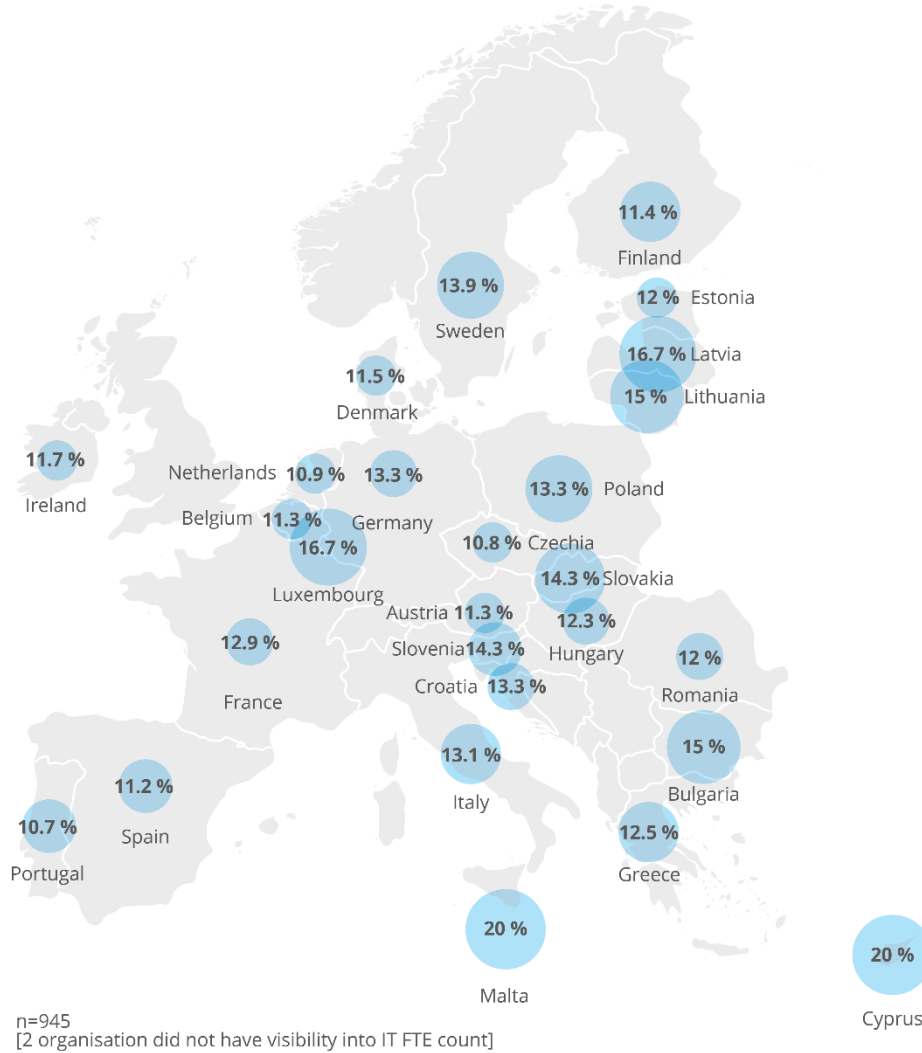 11.4 %
Finland
13.9 %
Sweden
12 % Estonia
16.7 % Latvia
11.5 %
Denmark
15 % Lithuania
11.7 %
Ireland
Netherlands 10.9 %
13.3 %
Germany
13.3 % Poland
Belgium 11.3 %
16.7 %
Luxembourg
10.8 % Czechia
14.3 % Slovakia
Austria 11.3 %
12.3 %
Hungary
12.9 %
France
Slovenia 14.3 %
Croatia 13.3 %
12 %
Romania
15 %
Bulgaria
13.1 %
Italy
11.2 %
Spain
10.7 %
Portugal
12.5 %
Greece
20 %
Malta
20 %
Cyprus
n=945
[2 organisation did not have visibility into IT FTE count]